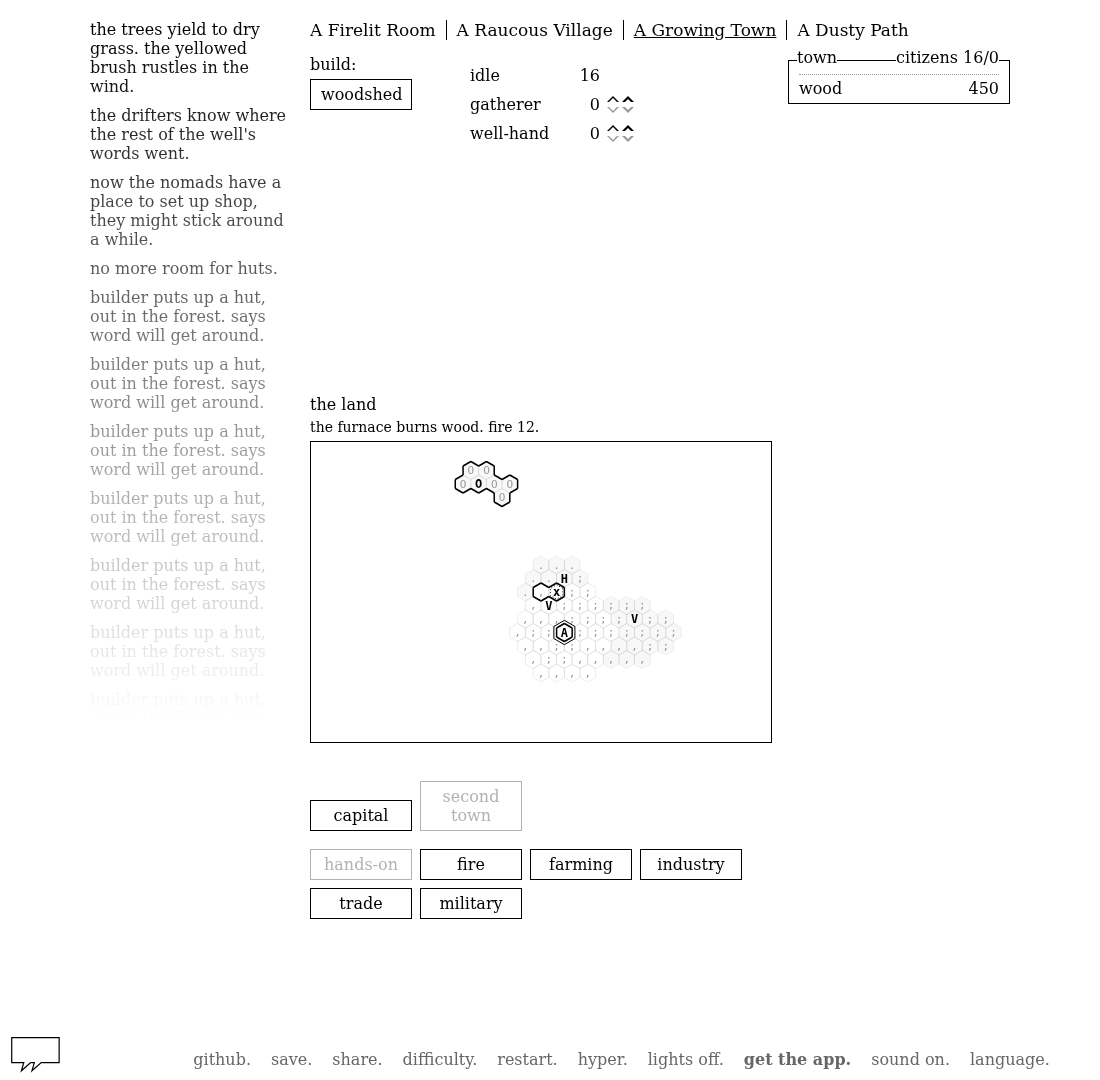 the trees yield to dry
grass. the yellowed
brush rustles in the
wind.
the drifters know where
the rest of the well's
words went.
now the nomads have a
place to set up shop,
they might stick around
a while.
no more room for huts.
builder puts up a hut,
out in the forest. says
word will get around.
builder puts up a hut,
out in the forest. says
word will get around.
builder puts up a hut,
out in the forest. says
word will get around.
builder puts up a hut,
out in the forest. says
word will get around.
builder puts up a hut,
out in the forest. says
word will get around.
builder puts up a hut,
out in the forest. says
word will get around.
builder puts up a hut,
A Firelit Room | A Raucous Village | A Growing Town | A Dusty Path
build:
woodshed
idle 16
gatherer 0
well-hand 0
town citizens 16/0
wood 450
the land
the furnace burns wood. fire 12.
O O
O O O O
O
. . .
H
x
V
V
A
capital
second
town
hands-on fire farming industry
trade military
github. save. share. difficulty. restart. hyper. lights off. get the app. sound on. language.